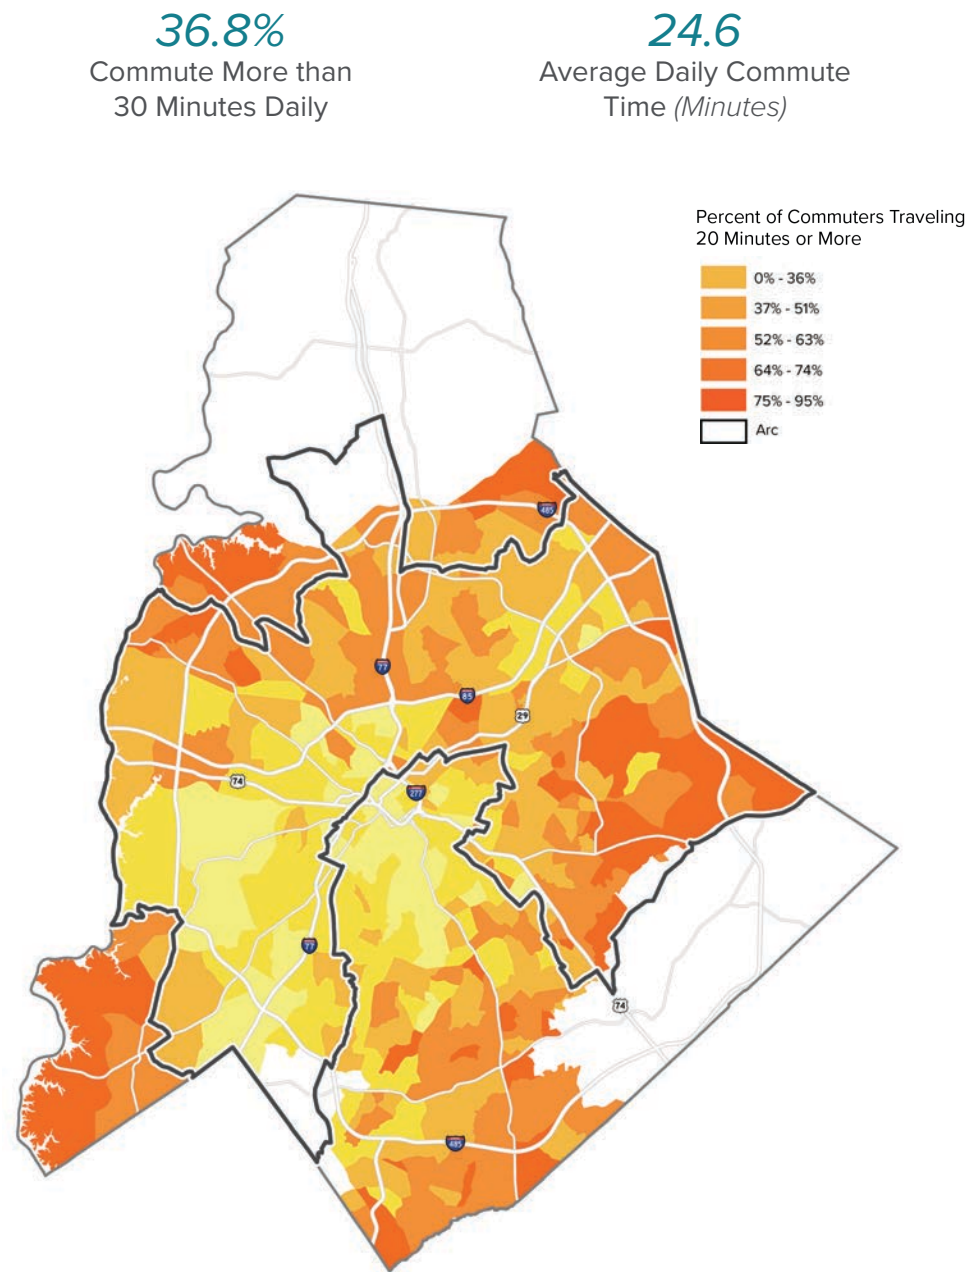 36.8%
Commute More than
30 Minutes Daily
24.6
Average Daily Commute
Time (Minutes)
Percent of Commuters Traveling
20 Minutes or More
0% - 36%
37% - 51%
52% - 63%
64% - 74%
75% - 95%
Arc
485
77
85
29
74
277
77
74
485